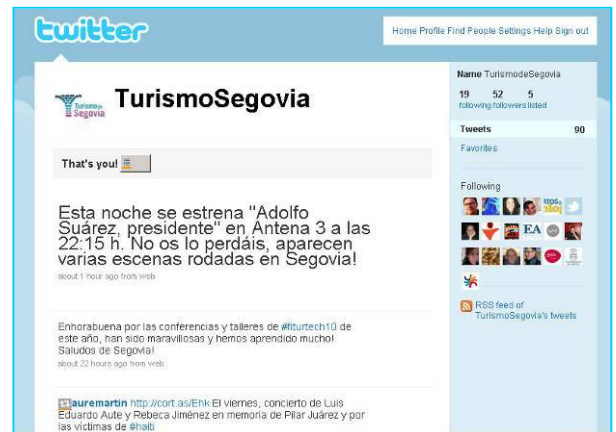 twitter
Home Profile Find People Settings Help Sign out
Turismo de
Segovia
TurismoSegovia
That's you!
Esta noche se estrena "Adolfo
Suárez, presidente" en Antena 3 a las
22:15 h. No os lo perdáis, aparecen
varias escenas rodadas en Segovia!
about 1 hour ago from web
Enhorabuena por las conferencias y talleres de #fiturtech10 de
este año, han sido maravillosas y hemos aprendido mucho!
Saludos de Segovia!
about 22 hours ago from web
auremartin http://cort.as/Ehk El viernes, concierto de Luis
Eduardo Aute y Rebeca Jiménez en memoria de Pilar Juárez y por
las víctimas de #haiti
Name TurismodeSegovia
19 52 5
following followers listed
Tweets 90
Favorites
Following
EA
RSS feed of
TurismoSegovia's tweets